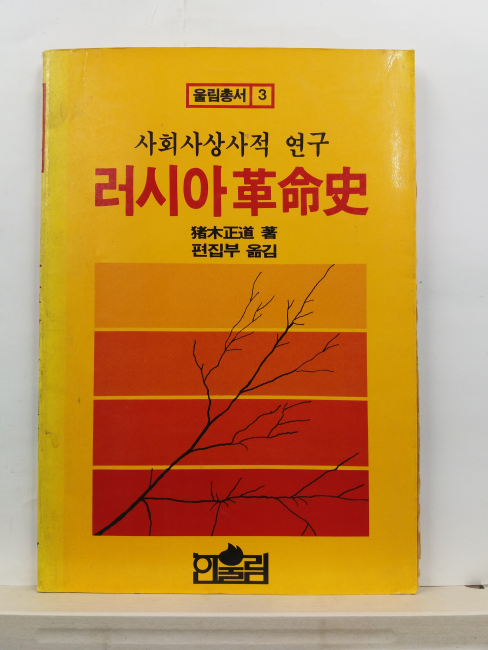 울림총서 3
사회사상사적 연구
러시아 革命史
猪木正道 著
편집부 옮김
한울림